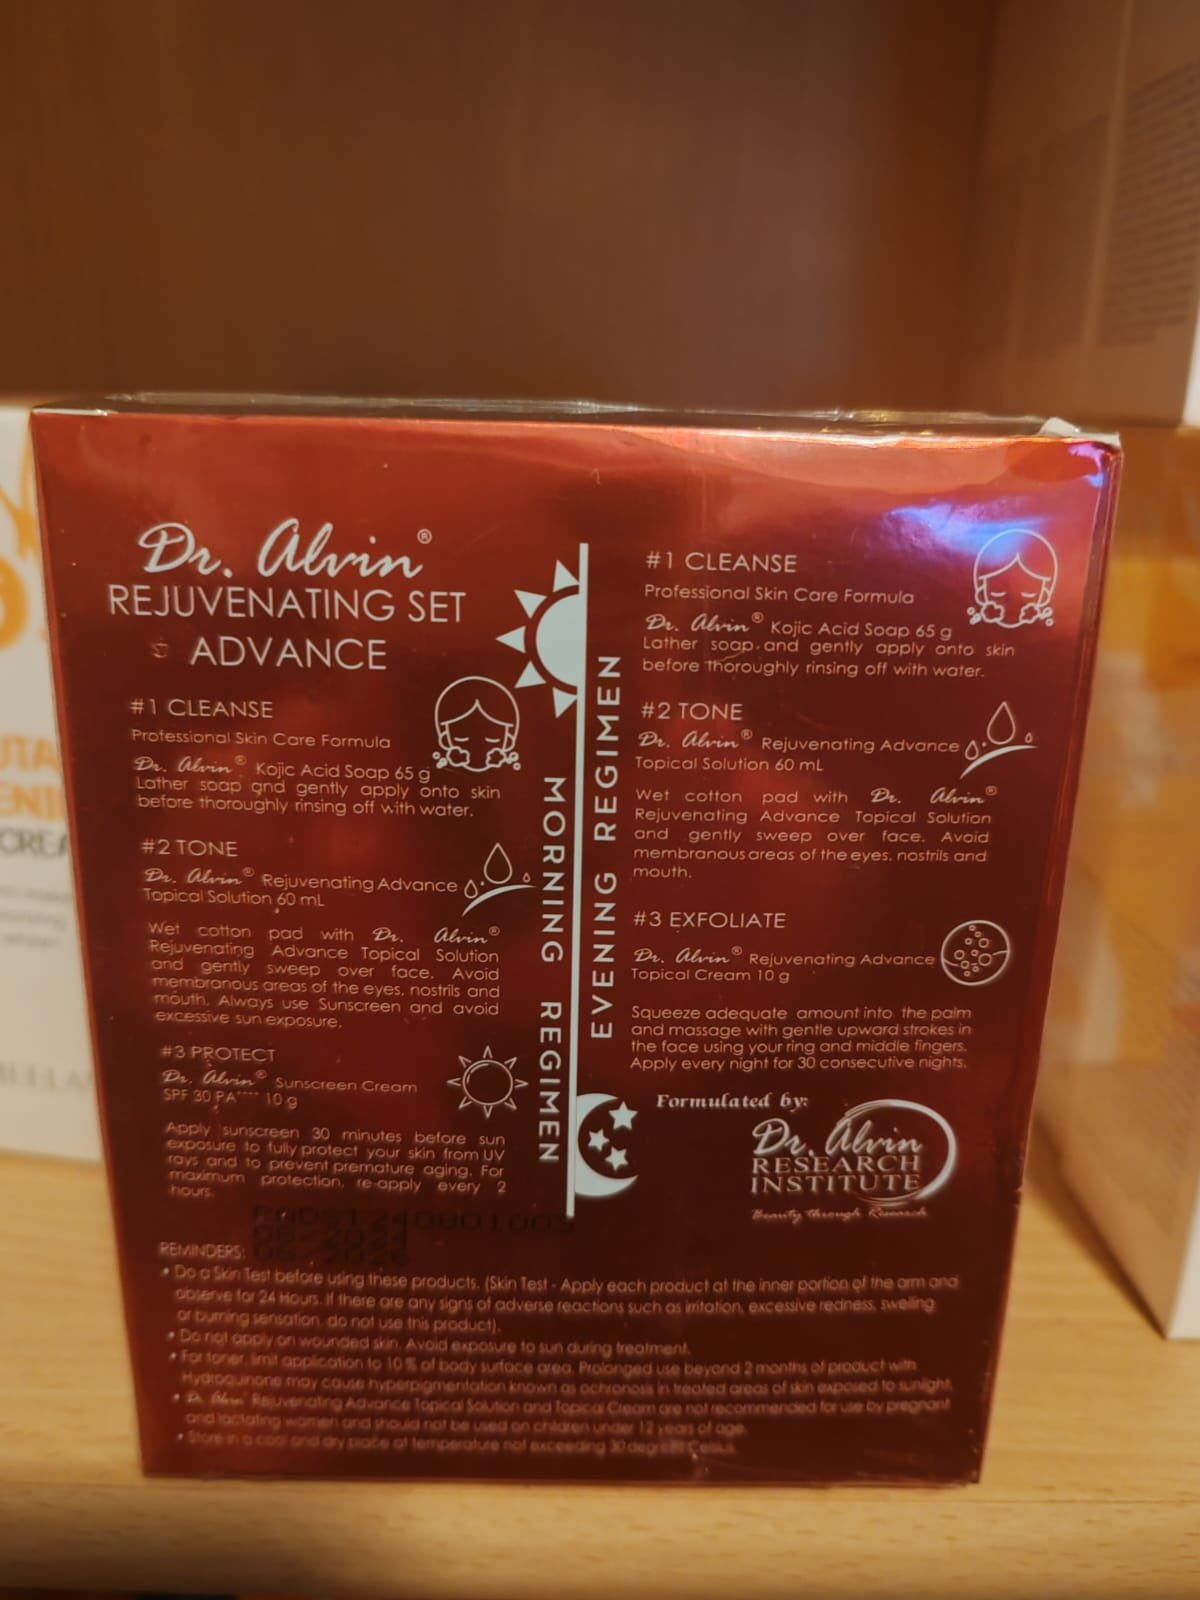 Dr. Alvin®
REJUVENATING SET
ADVANCE
#1 CLEANSE
Professional Skin Care Formula
Dr. Alvin® Kojic Acid Soap 65 g
Lather soap and gently apply onto skin
before thoroughly rinsing off with water.
#2 TONE
Dr. Alvin® Rejuvenating Advance
Topical Solution 60 mL
Wet cotton pad with Dr. Alvin®
Rejuvenating Advance Topical Solution
and gently sweep over face. Avoid
membranous areas of the eyes, nostrils and
mouth. Always use Sunscreen and avoid
excessive sun exposure.
#3 PROTECT
Dr. Alvin® Sunscreen Cream
SPF 30 PA**** 10 g
Apply sunscreen 30 minutes before sun
exposure to fully protect your skin from UV
rays and to prevent premature aging. For
maximum protection, re-apply every 2
hours.
MORNING REGIMEN
EVENING REGIMEN
#1 CLEANSE
Professional Skin Care Formula
Dr. Alvin® Kojic Acid Soap 65 g
Lather soap and gently apply onto skin
before thoroughly rinsing off with water.
#2 TONE
Dr. Alvin® Rejuvenating Advance
Topical Solution 60 mL
Wet cotton pad with Dr. Alvin®
Rejuvenating Advance Topical Solution
and gently sweep over face. Avoid
membranous areas of the eyes, nostrils and
mouth.
#3 EXFOLIATE
Dr. Alvin® Rejuvenating Advance
Topical Cream 10 g
Squeeze adequate amount into the palm
and massage with gentle upward strokes in
the face using your ring and middle fingers.
Apply every night for 30 consecutive nights.
Formulated by:
Dr. Alvin
RESEARCH
INSTITUTE
Beauty through Research
08/2024
08/2026
REMINDERS:
• Do a Skin Test before using these products. (Skin Test - Apply each product at the inner portion of the arm and
observe for 24 Hours. If there are any signs of adverse reactions such as irritation, excessive redness, swelling
or burning sensation, do not use this product).
• Do not apply on wounded skin. Avoid exposure to sun during treatment.
• For toner, limit application to 10 % of body surface area. Prolonged use beyond 2 months of product with
Hydroquinone may cause hyperpigmentation known as ochronosis in treated areas of skin exposed to sunlight.
• Dr. Alvin® Rejuvenating Advance Topical Solution and Topical Cream are not recommended for use by pregnant
and lactating women and should not be used on children under 12 years of age.
• Store in a cool and dry place at temperature not exceeding 30 degrees Celsius.